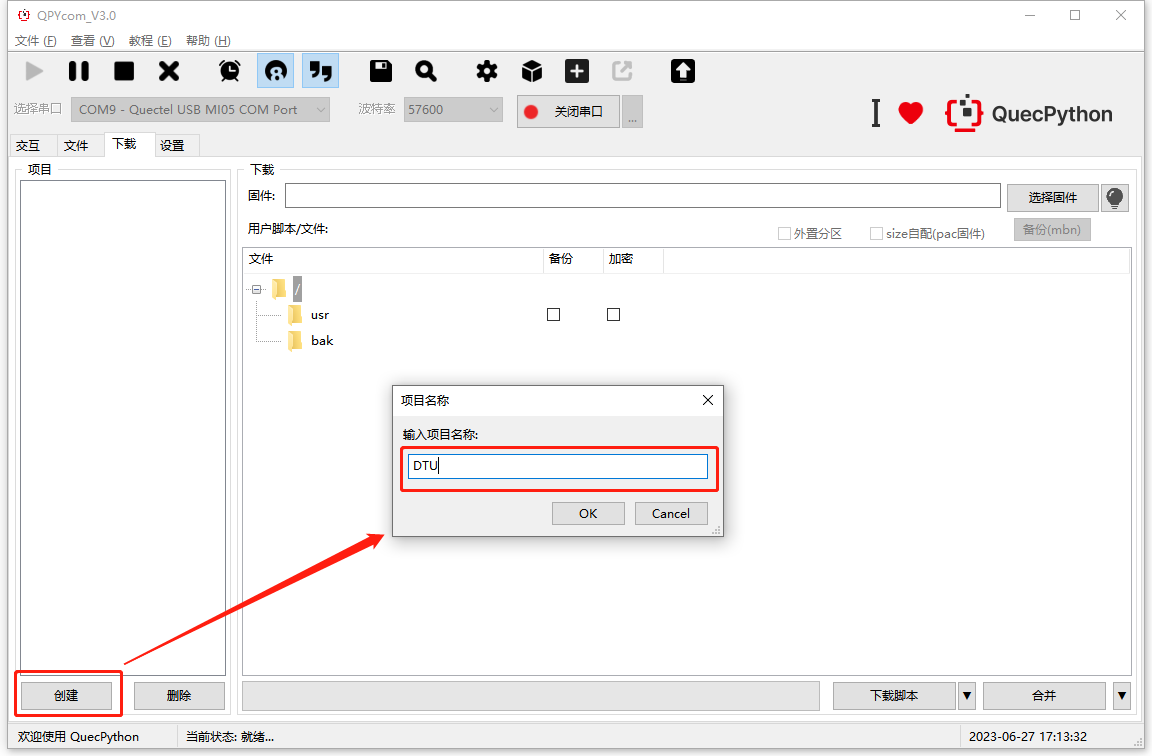 QPYcom_V3.0
文件 (F) 查看 (V) 教程 (E) 帮助 (H)
选择串口 COM9 - Quectel USB MI05 COM Port 波特率 57600 关闭串口 ... I QuecPython
交互 文件 下载 设置
项目 下载
固件: 选择固件
用户脚本/文件: 外置分区 size自配(pac固件) 备份(mbn)
文件 备份 加密
/
usr
bak
项目名称
输入项目名称:
DTU
OK Cancel
创建 删除 下载脚本 合并
欢迎使用 QuecPython 当前状态: 就绪... 2023-06-27 17:13:32